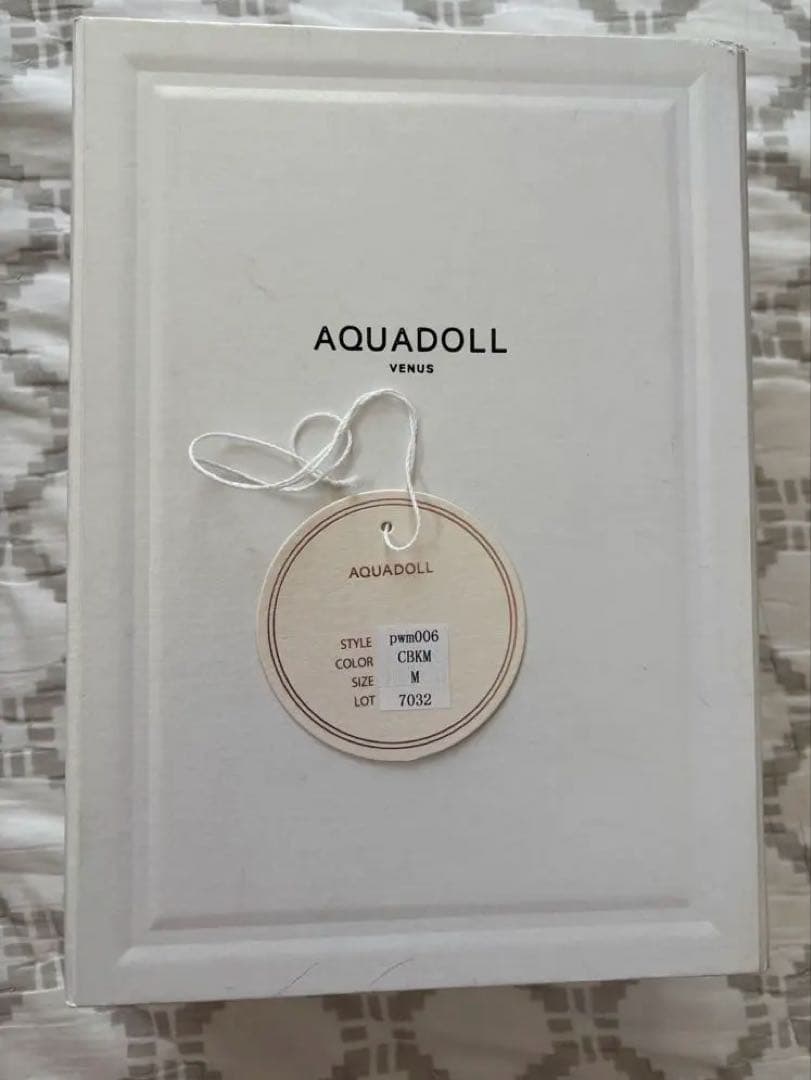 AQUADOLL
VENUS
AQUADOLL
STYLE pwm006
COLOR CBKM
SIZE M
LOT 7032